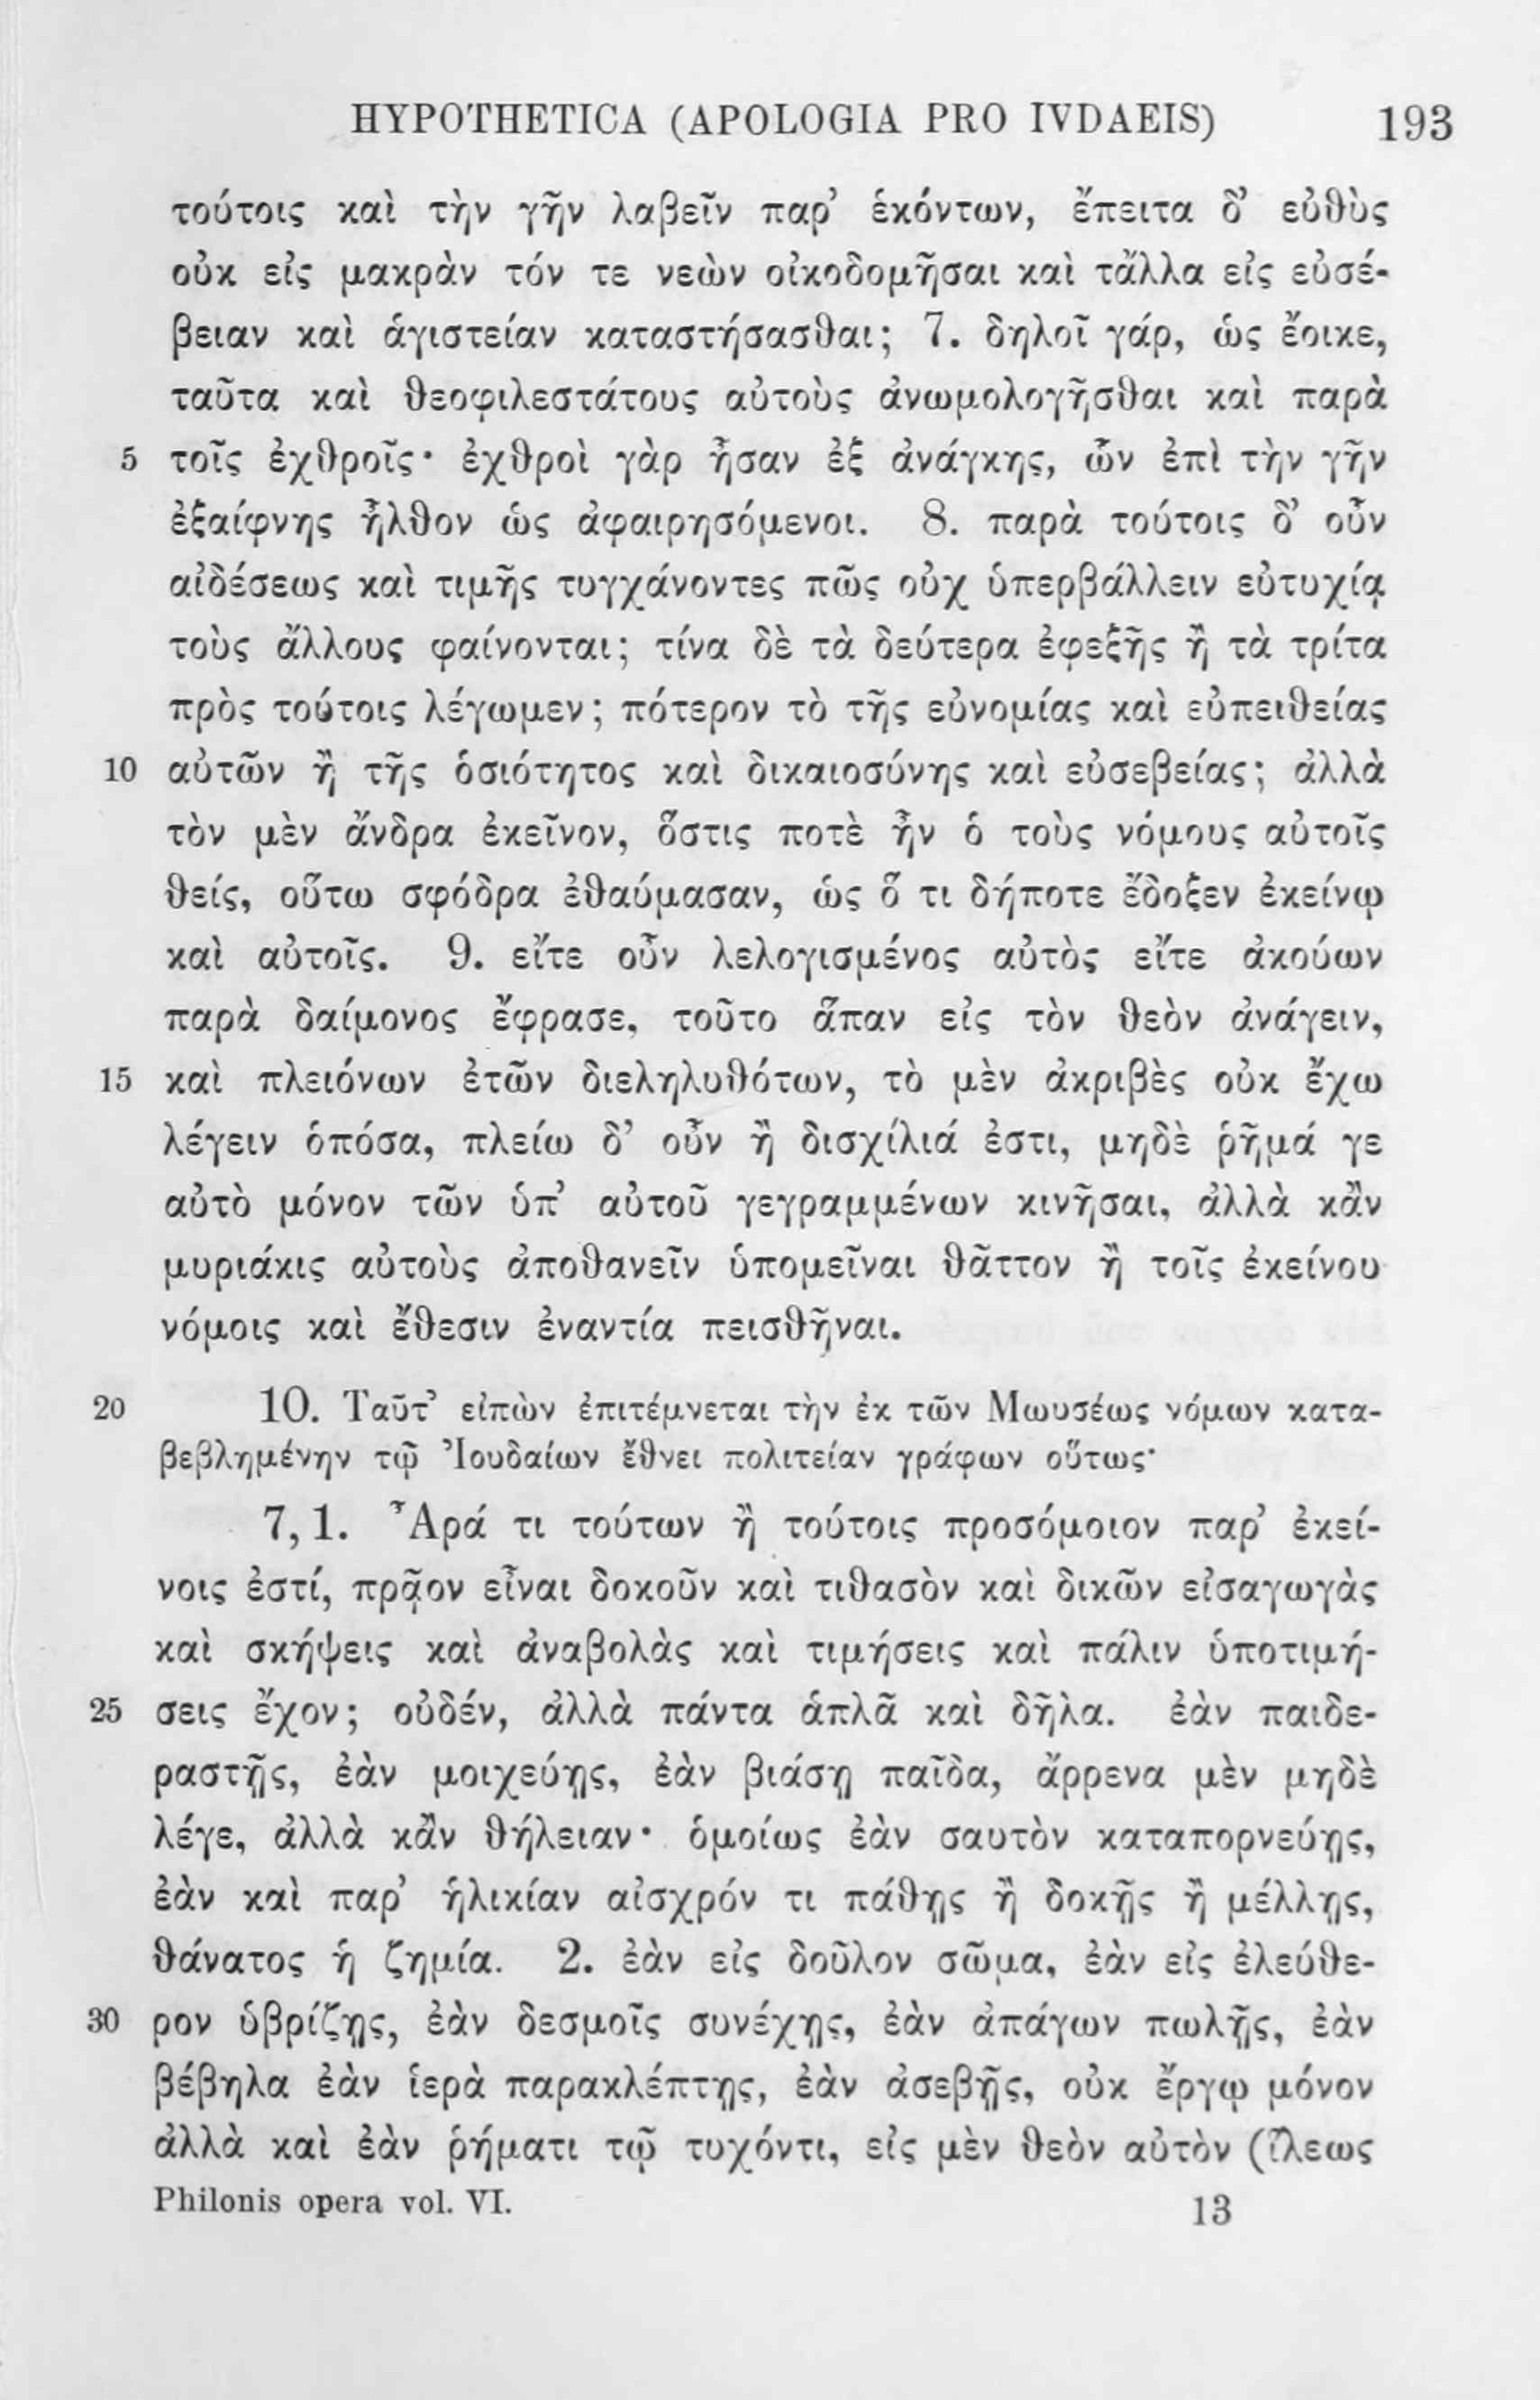 HYPOTHETICA (APOLOGIA PRO IVDAEIS) 193
τούτοις καὶ τὴν γῆν λαβεῖν παρ’ ἑκόντων, ἔπειτα δ’ εὐθὺς
οὐκ εἰς μακρὰν τόν τε νεὼν οἰκοδομῆσαι καὶ τἄλλα εἰς εὐσέ-
βειαν καὶ ἁγιστείαν καταστήσασθαι; 7. δηλοῖ γάρ, ὡς ἔοικε,
ταῦτα καὶ θεοφιλεστάτους αὐτοὺς ἀνωμολογῆσθαι καὶ παρὰ
5 τοῖς ἐχθροῖς· ἐχθροὶ γὰρ ἦσαν ἐξ ἀνάγκης, ὧν ἐπὶ τὴν γῆν
ἐξαίφνης ἦλθον ὡς ἀφαιρησόμενοι. 8. παρὰ τούτοις δ’ οὖν
αἰδέσεως καὶ τιμῆς τυγχάνοντες πῶς οὐχ ὑπερβάλλειν εὐτυχίᾳ
τοὺς ἄλλους φαίνονται; τίνα δὲ τὰ δεύτερα ἐφεξῆς ἢ τὰ τρίτα
πρὸς τούτοις λέγωμεν; πότερον τὸ τῆς εὐνομίας καὶ εὐπειθείας
10 αὐτῶν ἢ τῆς ὁσιότητος καὶ δικαιοσύνης καὶ εὐσεβείας; ἀλλὰ
τὸν μὲν ἄνδρα ἐκεῖνον, ὅστις ποτὲ ἦν ὁ τοὺς νόμους αὐτοῖς
θείς, οὕτω σφόδρα ἐθαύμασαν, ὡς ὅ τι δήποτε ἔδοξεν ἐκείνῳ
καὶ αὐτοῖς. 9. εἴτε οὖν λελογισμένος αὐτὸς εἴτε ἀκούων
παρὰ δαίμονος ἔφρασε, τοῦτο ἅπαν εἰς τὸν θεὸν ἀνάγειν,
15 καὶ πλειόνων ἐτῶν διεληλυθότων, τὸ μὲν ἀκριβὲς οὐκ ἔχω
λέγειν ὁπόσα, πλείω δ’ οὖν ἢ δισχίλιά ἐστι, μηδὲ ῥῆμά γε
αὐτὸ μόνον τῶν ὑπ’ αὐτοῦ γεγραμμένων κινῆσαι, ἀλλὰ κἂν
μυριάκις αὐτοὺς ἀποθανεῖν ὑπομεῖναι θᾶττον ἢ τοῖς ἐκείνου
νόμοις καὶ ἔθεσιν ἐναντία πεισθῆναι.
20 10. Ταῦτ’ εἰπὼν ἐπιτέμνεται τὴν ἐκ τῶν Μωυσέως νόμων κατα-
βεβλημένην τῷ Ἰουδαίων ἔθνει πολιτείαν γράφων οὕτως·
7, 1. Ἆρά τι τούτων ἢ τούτοις προσόμοιον παρ’ ἐκεί-
νοις ἐστί, πρᾷον εἶναι δοκοῦν καὶ τιθασὸν καὶ δικῶν εἰσαγωγὰς
καὶ σκήψεις καὶ ἀναβολὰς καὶ τιμήσεις καὶ πάλιν ὑποτιμή-
25 σεις ἔχον; οὐδέν, ἀλλὰ πάντα ἁπλᾶ καὶ δῆλα. ἐὰν παιδε-
ραστῇς, ἐὰν μοιχεύῃς, ἐὰν βιάσῃ παῖδα, ἄρρενα μὲν μηδὲ
λέγε, ἀλλὰ κἂν θήλειαν· ὁμοίως ἐὰν σαυτὸν καταπορνεύῃς,
ἐὰν καὶ παρ’ ἡλικίαν αἰσχρόν τι πάθῃς ἢ δοκῇς ἢ μέλλῃς,
θάνατος ἡ ζημία. 2. ἐὰν εἰς δοῦλον σῶμα, ἐὰν εἰς ἐλεύθε-
30 ρον ὑβρίζῃς, ἐὰν δεσμοῖς συνέχῃς, ἐὰν ἀπάγων πωλῇς, ἐὰν
βέβηλα ἐὰν ἱερὰ παρακλέπτῃς, ἐὰν ἀσεβῇς, οὐκ ἔργῳ μόνον
ἀλλὰ καὶ ἐὰν ῥήματι τῷ τυχόντι, εἰς μὲν θεὸν αὐτὸν (ἵλεως
Philonis opera vol. VI. 13